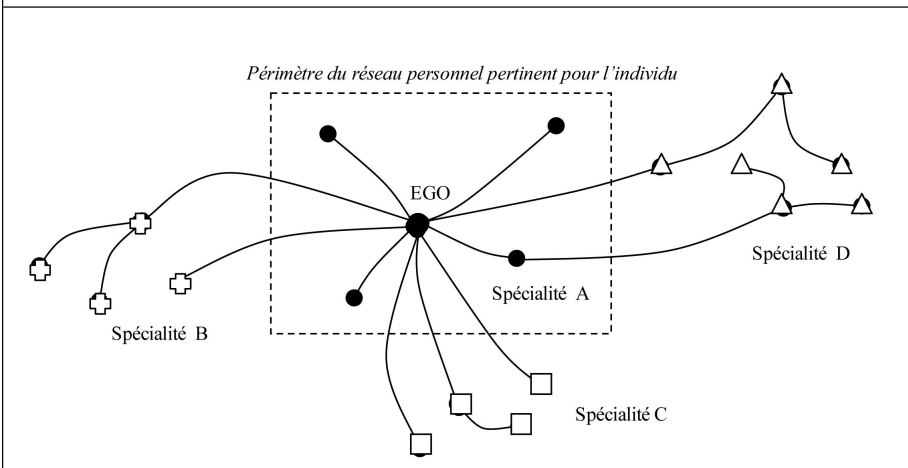 Périmètre du réseau personnel pertinent pour l’individu
EGO
Spécialité D
Spécialité A
Spécialité B
Spécialité C